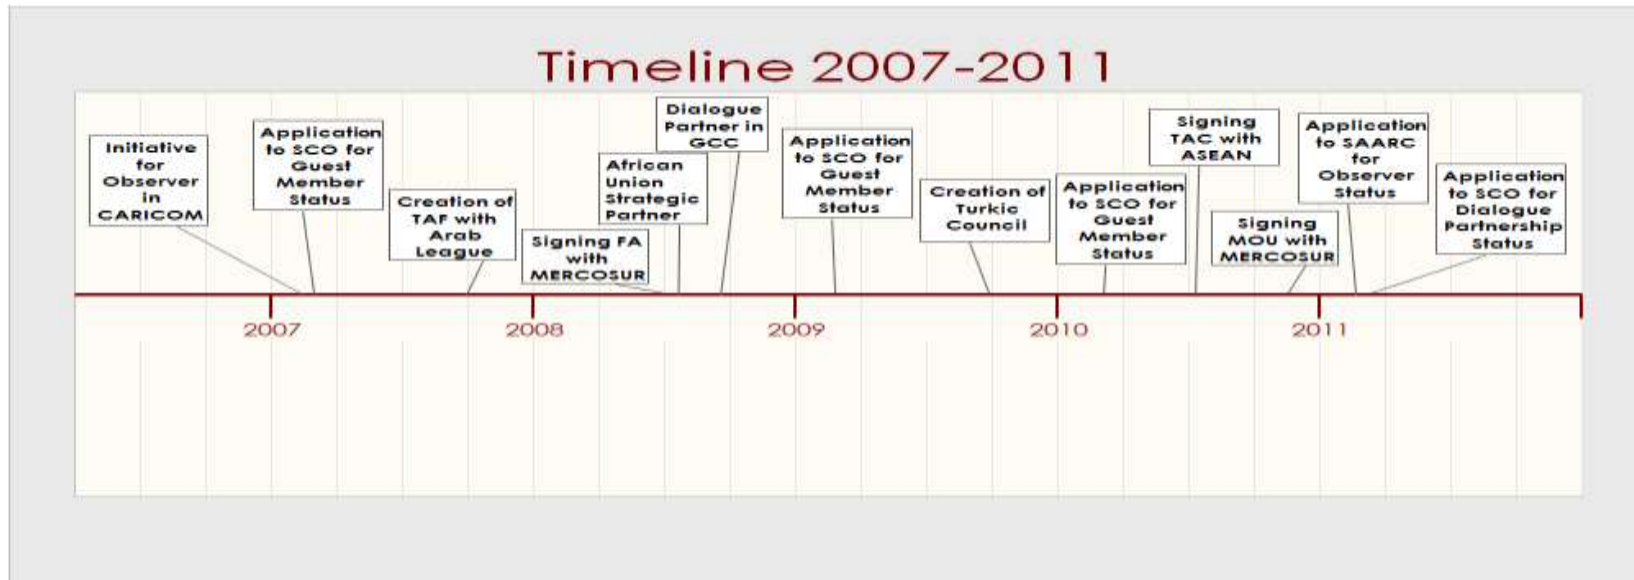 Timeline 2007-2011
Initiative
for
Observer
in
CARICOM
Application
to SCO for
Guest
Member
Status
Creation of
TAF with
Arab
League
Signing FA
with
MERCOSUR
African
Union
Strategic
Partner
Dialogue
Partner in
GCC
Application
to SCO for
Guest
Member
Status
Creation of
Turkic
Council
Application
to SCO for
Guest
Member
Status
Signing
TAC with
ASEAN
Signing
MOU with
MERCOSUR
Application
to SAARC
for
Observer
Status
Application
to SCO for
Dialogue
Partnership
Status
2007
2008
2009
2010
2011